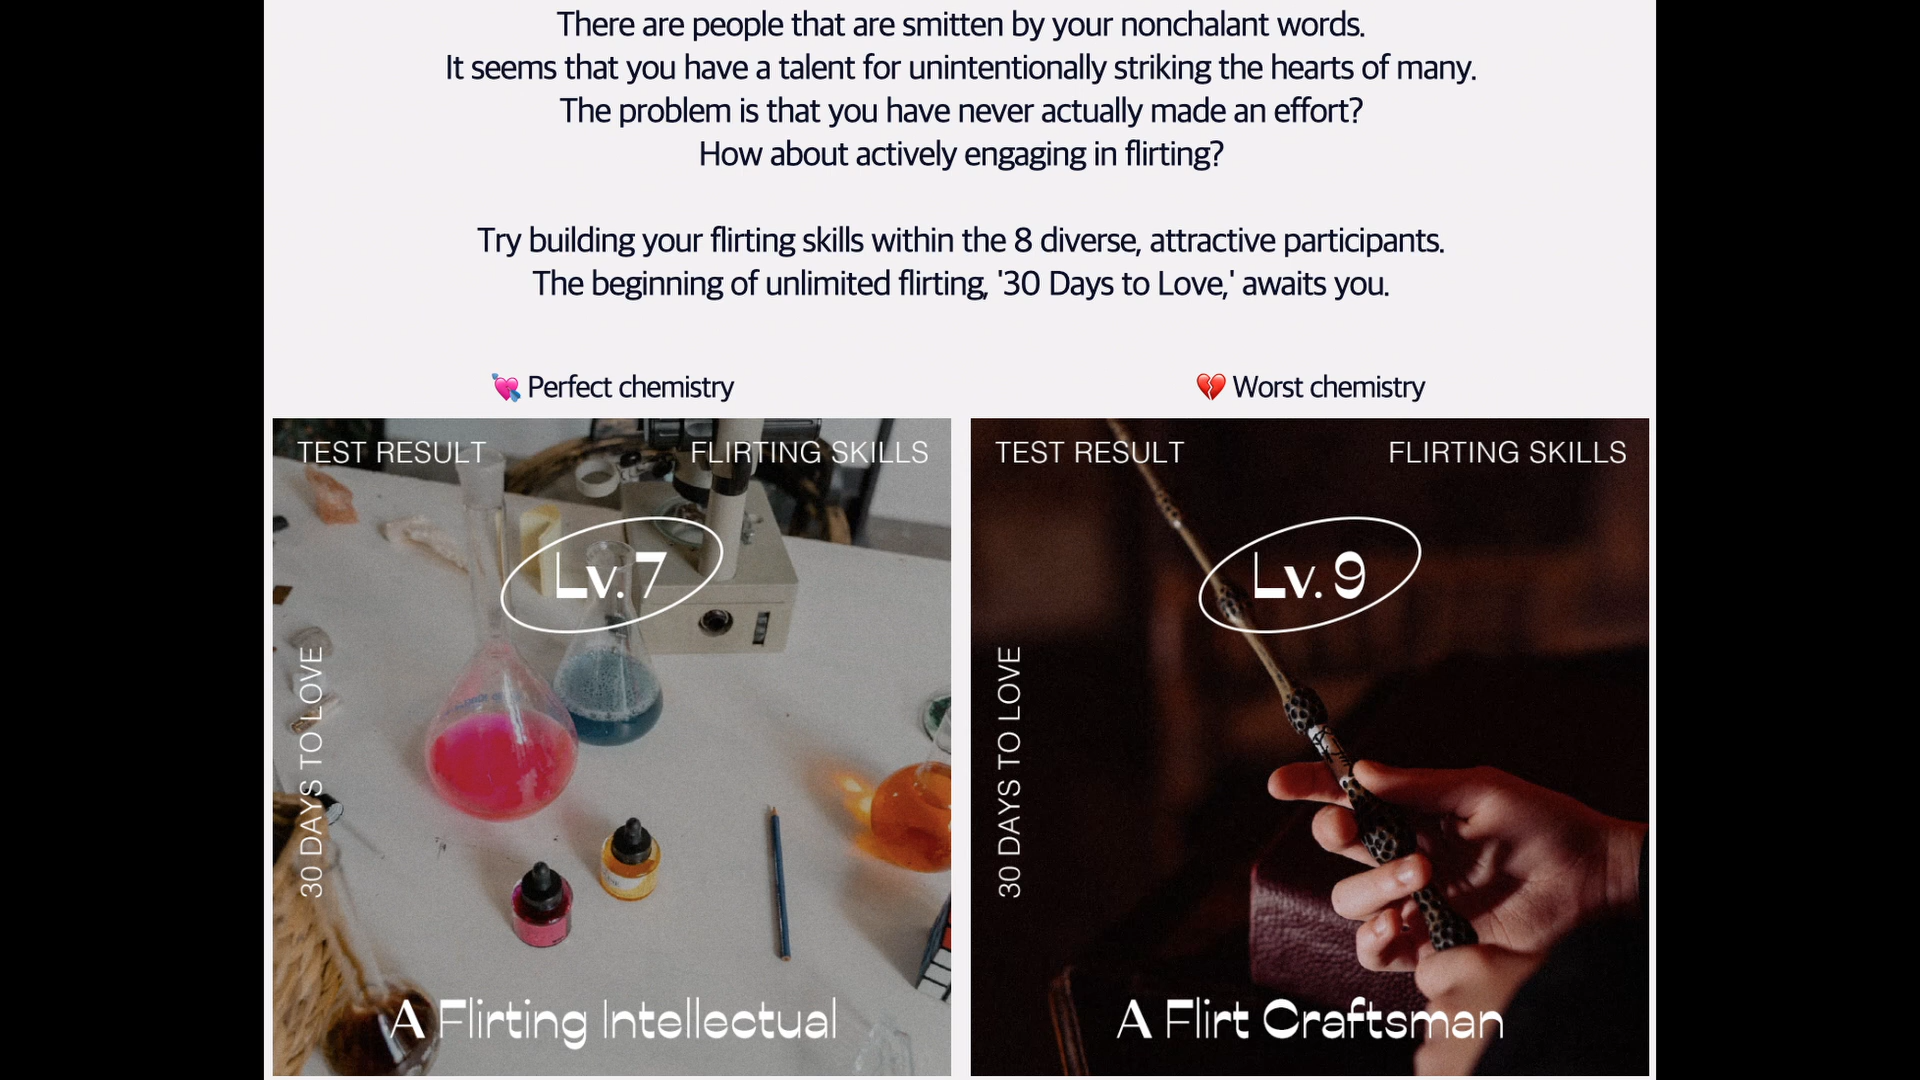 There are people that are smitten by your nonchalant words.
It seems that you have a talent for unintentionally striking the hearts of many.
The problem is that you have never actually made an effort?
How about actively engaging in flirting?
Try building your flirting skills within the 8 diverse, attractive participants.
The beginning of unlimited flirting, '30 Days to Love,' awaits you.
💘 Perfect chemistry
TEST RESULT
FLIRTING SKILLS
Lv. 7
30 DAYS TO LOVE
A Flirting Intellectual
💔 Worst chemistry
TEST RESULT
FLIRTING SKILLS
Lv. 9
30 DAYS TO LOVE
A Flirt Craftsman